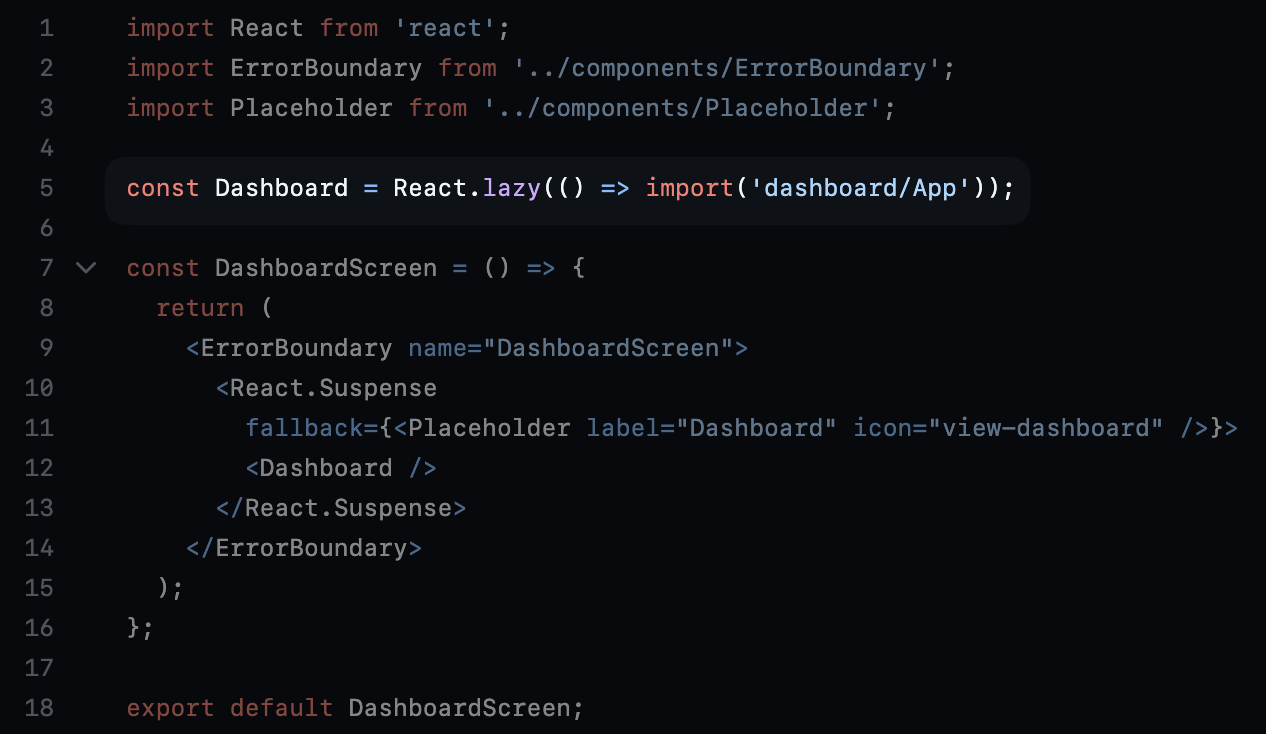 1 import React from 'react';
2 import ErrorBoundary from '../components/ErrorBoundary';
3 import Placeholder from '../components/Placeholder';
4
5 const Dashboard = React.lazy(() => import('dashboard/App'));
6
7 const DashboardScreen = () => {
8   return (
9     <ErrorBoundary name="DashboardScreen">
10       <React.Suspense
11         fallback={<Placeholder label="Dashboard" icon="view-dashboard" />}>
12         <Dashboard />
13       </React.Suspense>
14     </ErrorBoundary>
15   );
16 };
17
18 export default DashboardScreen;